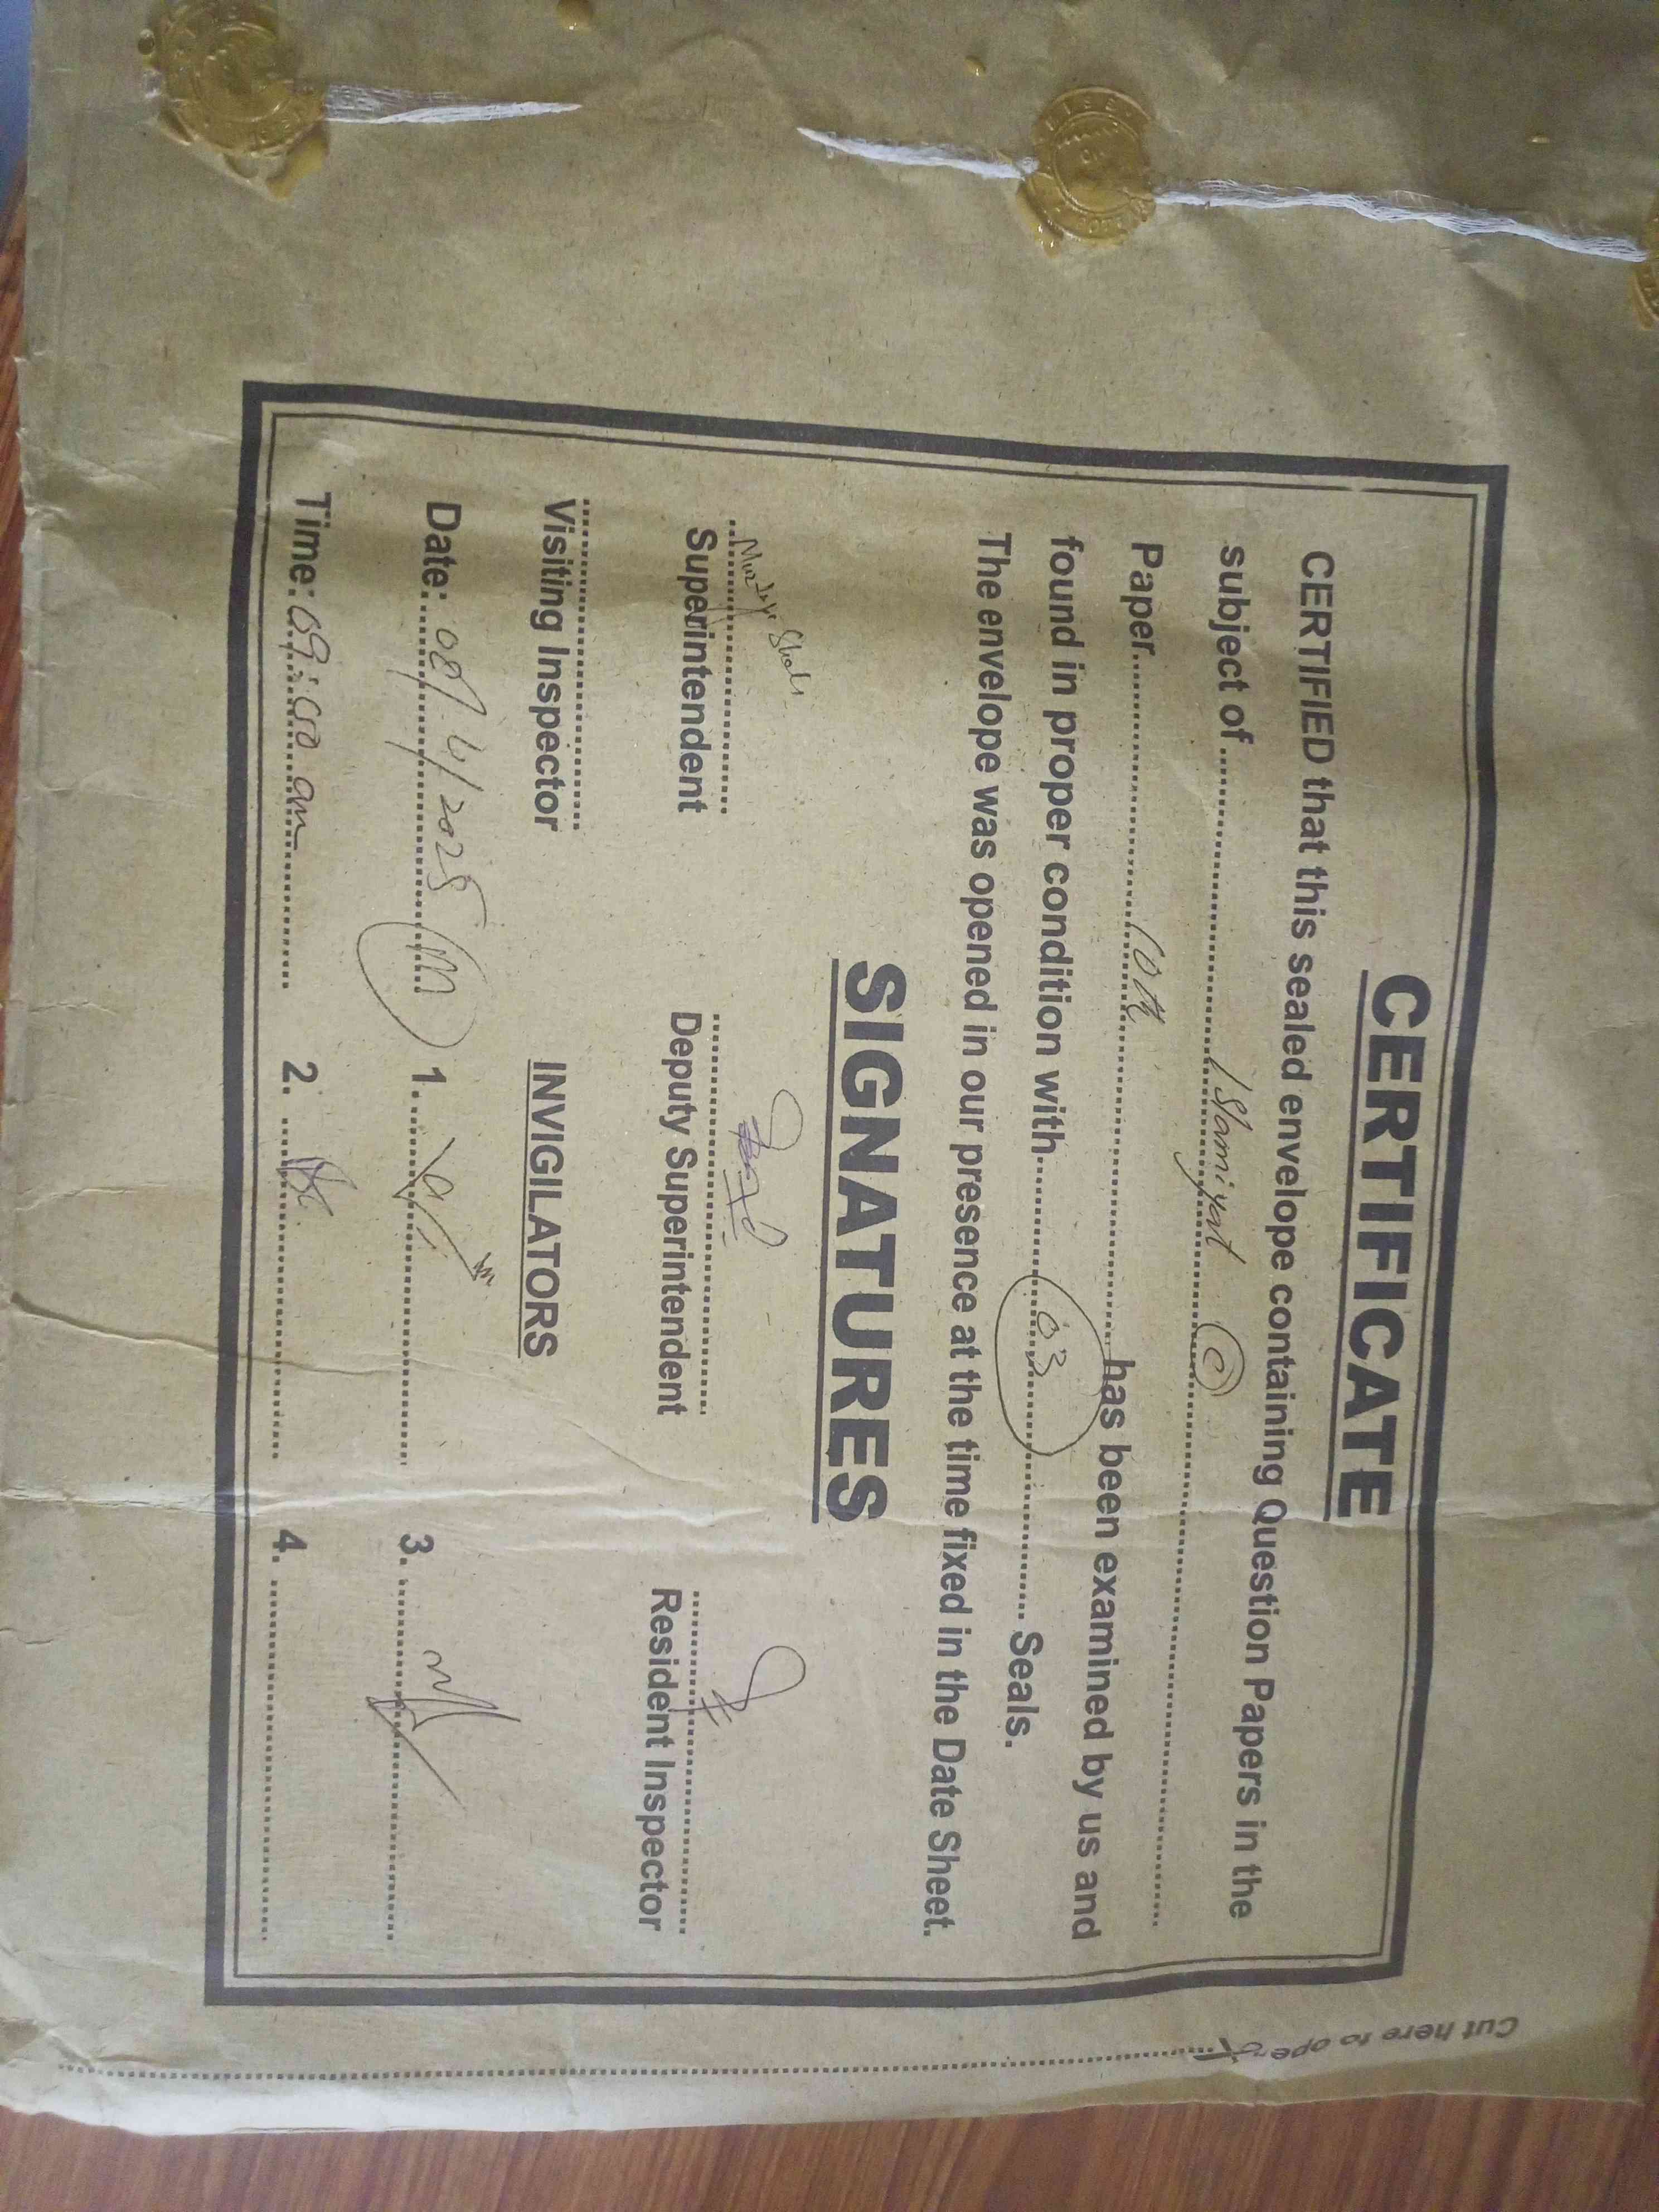 CERTIFICATE
CERTIFIED that this sealed envelope containing Question Papers in the
subject of ........ Islamiyat (C) ........
Paper ........ 10th ........ has been examined by us and
found in proper condition with ........ 03 ........ Seals.
The envelope was opened in our presence at the time fixed in the Date Sheet.
SIGNATURES
Shah
Superintendent Deputy Superintendent Resident Inspector
Visiting Inspector INVIGILATORS
Date: 08/4/2025 (M) 1. ........ 3. ........
Time: 09:00 am 2. ........ 4. ........
Cut here to open